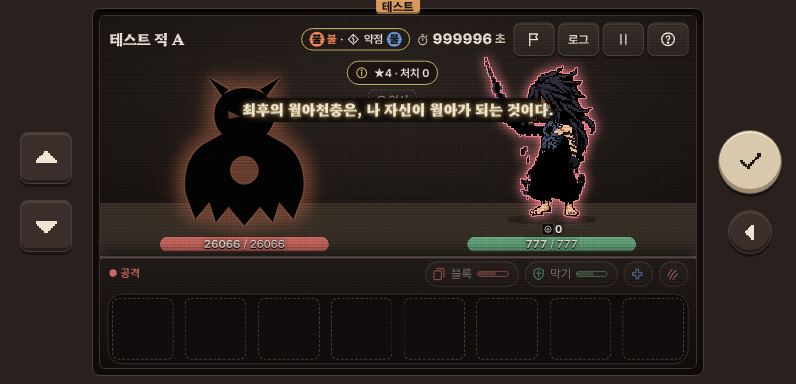 테스트
테스트 적 A
불 불 · 약점 물
999996 초
로그
★4 · 처치 0
최후의 월아천충은, 나 자신이 월아가 되는 것이다.
0
26066 / 26066
777 / 777
공격
블록
막기